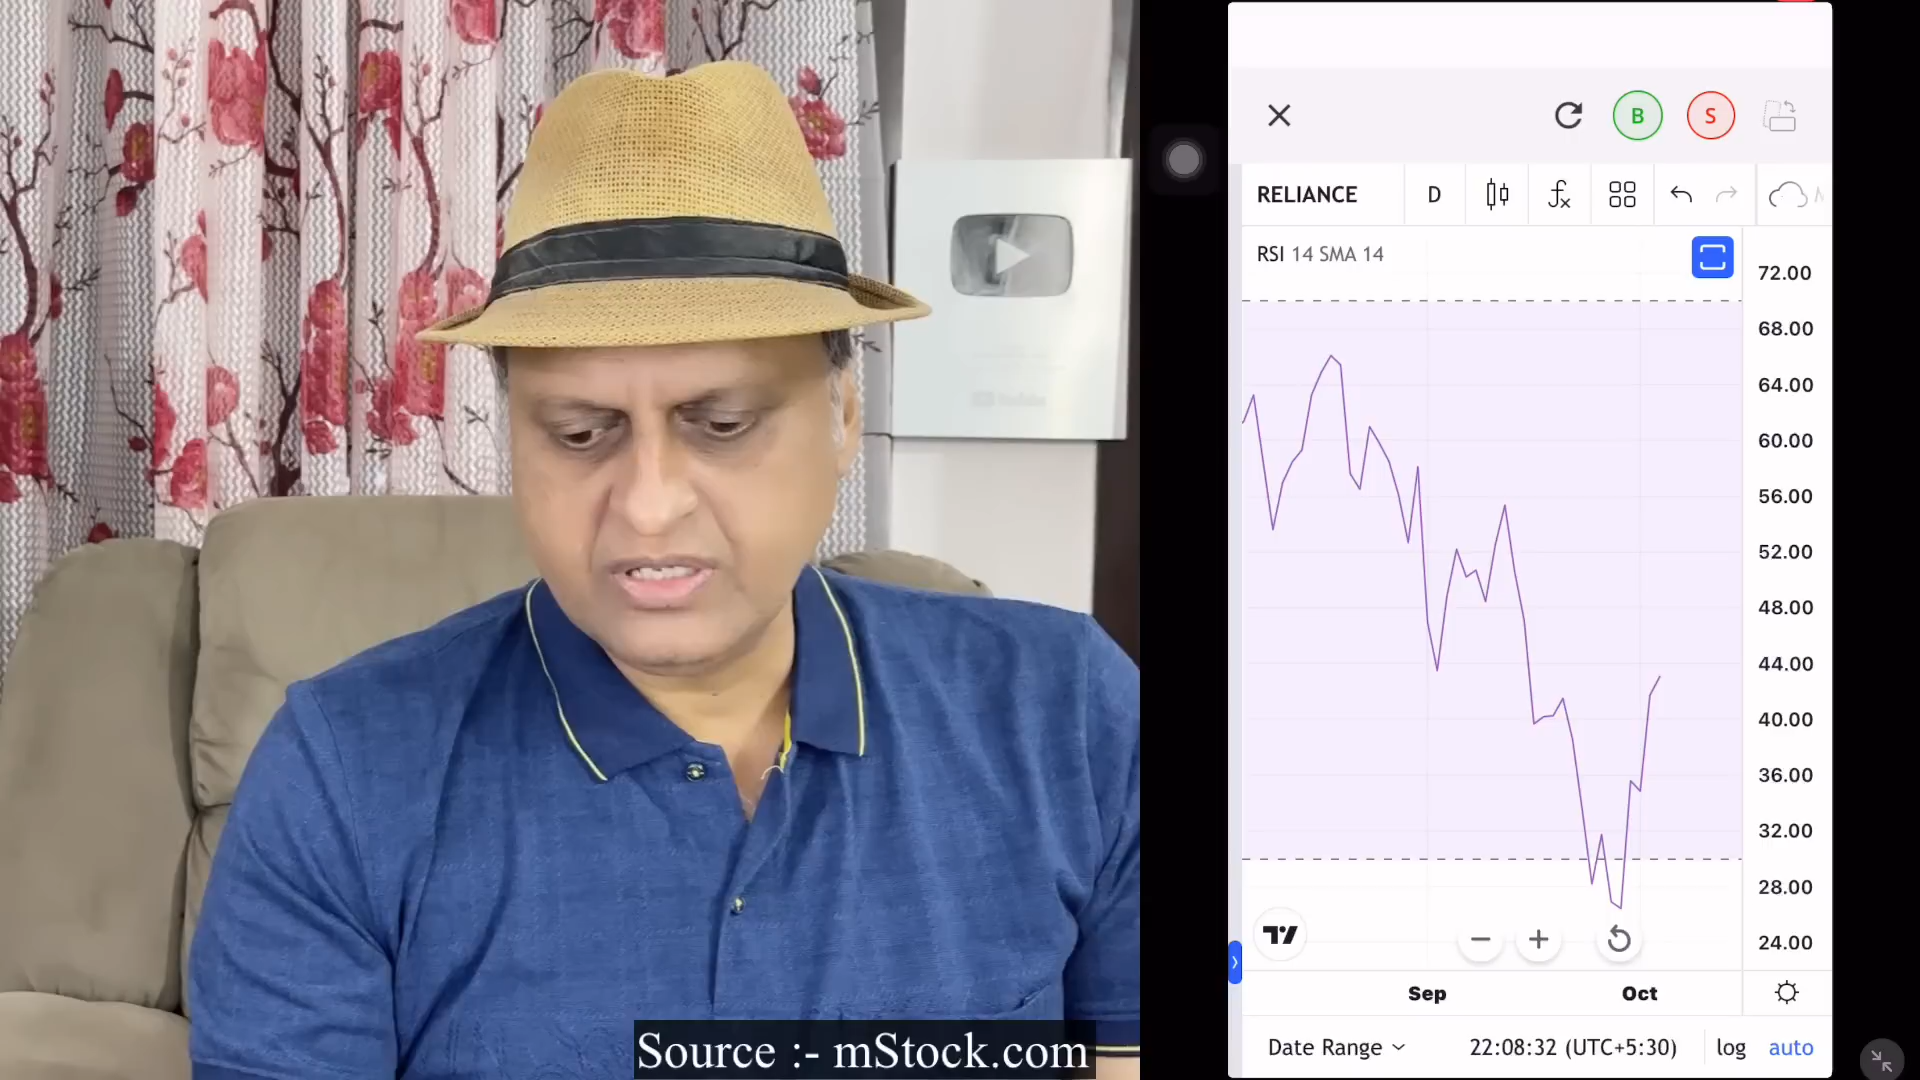 B
S
RELIANCE
D
RSI 14 SMA 14
72.00
68.00
64.00
60.00
56.00
52.00
48.00
44.00
40.00
36.00
32.00
28.00
24.00
Sep
Oct
Date Range
22:08:32 (UTC+5:30)
log
auto
Source :- mStock.com